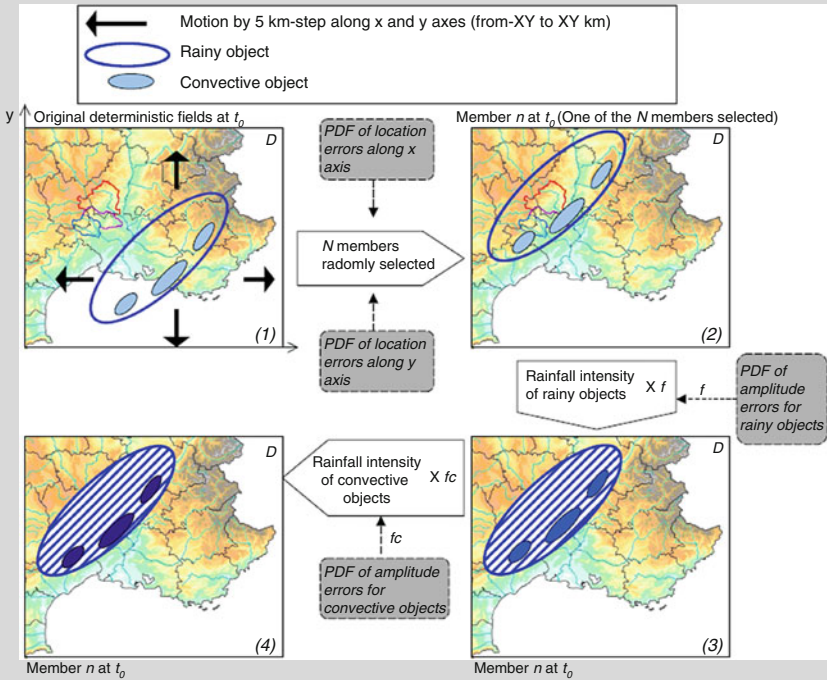 Motion by 5 km-step along x and y axes (from-XY to XY km)
Rainy object
Convective object
y
Original deterministic fields at t0
D
(1)
PDF of location
errors along x
axis
N members
radomly selected
PDF of location
errors along y
axis
Member n at t0 (One of the N members selected)
D
(2)
Rainfall intensity
of rainy objects
X f
f
PDF of
amplitude
errors for
rainy objects
D
(4)
Member n at t0
Rainfall intensity
of convective
objects
X fc
fc
PDF of amplitude
errors for
convective objects
D
(3)
Member n at t0